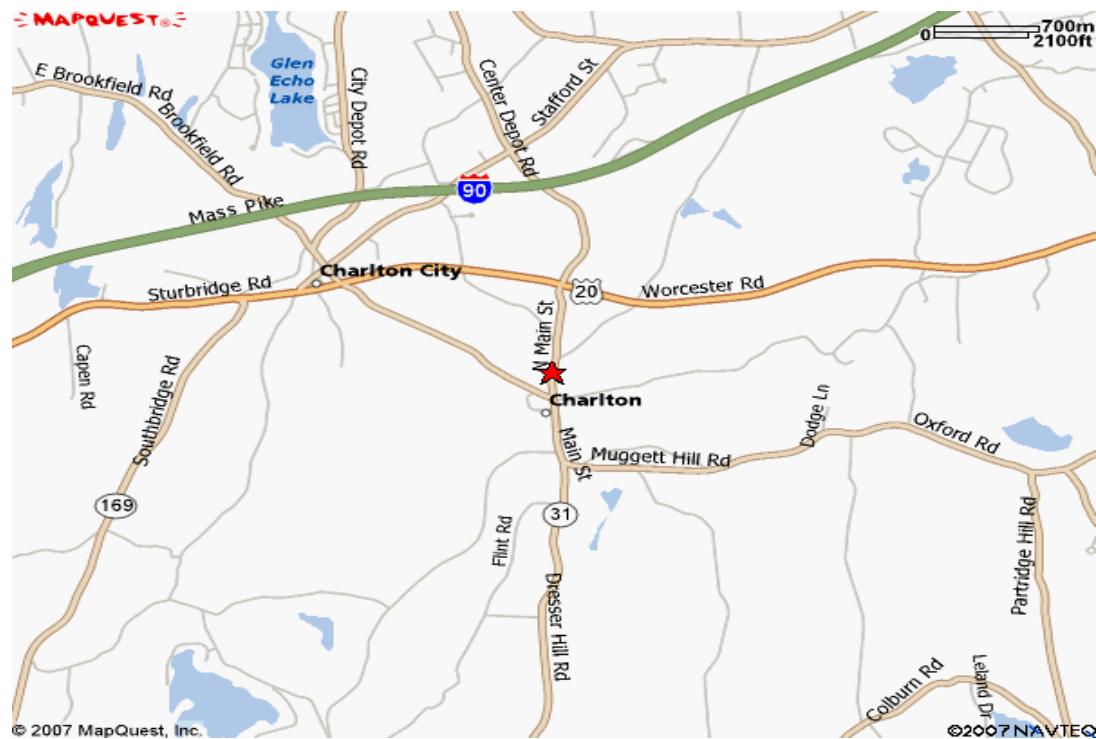 MAPQUEST®
700m
0
2100ft
E Brookfield Rd
Glen
Echo
Lake
City Depot Rd
Center Depot Rd
Stafford St
Brookfield Rd
90
Mass Pike
Charlton City
Sturbridge Rd
20
Worcester Rd
N Main St
Capen Rd
Southbridge Rd
Charlton
Dodge Ln
Main St
Muggett Hill Rd
Oxford Rd
169
31
Flint Rd
Dresser Hill Rd
Partridge Hill Rd
Colburn Rd
Leland Dr
© 2007 MapQuest, Inc.
©2007 NAVTEQ